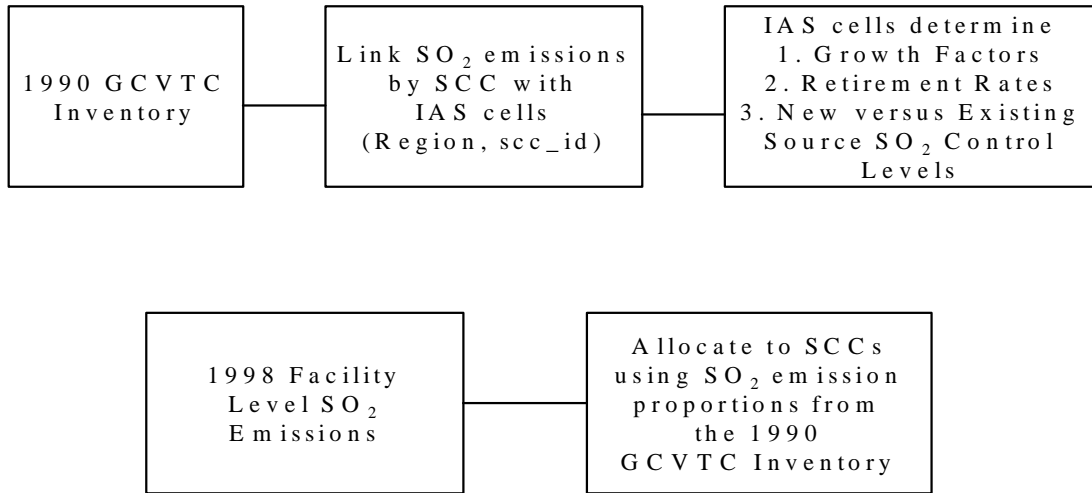 1990 GCVTC
Inventory
Link SO₂ emissions
by SCC with
IAS cells
(Region, scc_id)
IAS cells determine
1. Growth Factors
2. Retirement Rates
3. New versus Existing
Source SO₂ Control
Levels
1998 Facility
Level SO₂
Emissions
Allocate to SCCs
using SO₂ emission
proportions from
the 1990
GCVTC Inventory